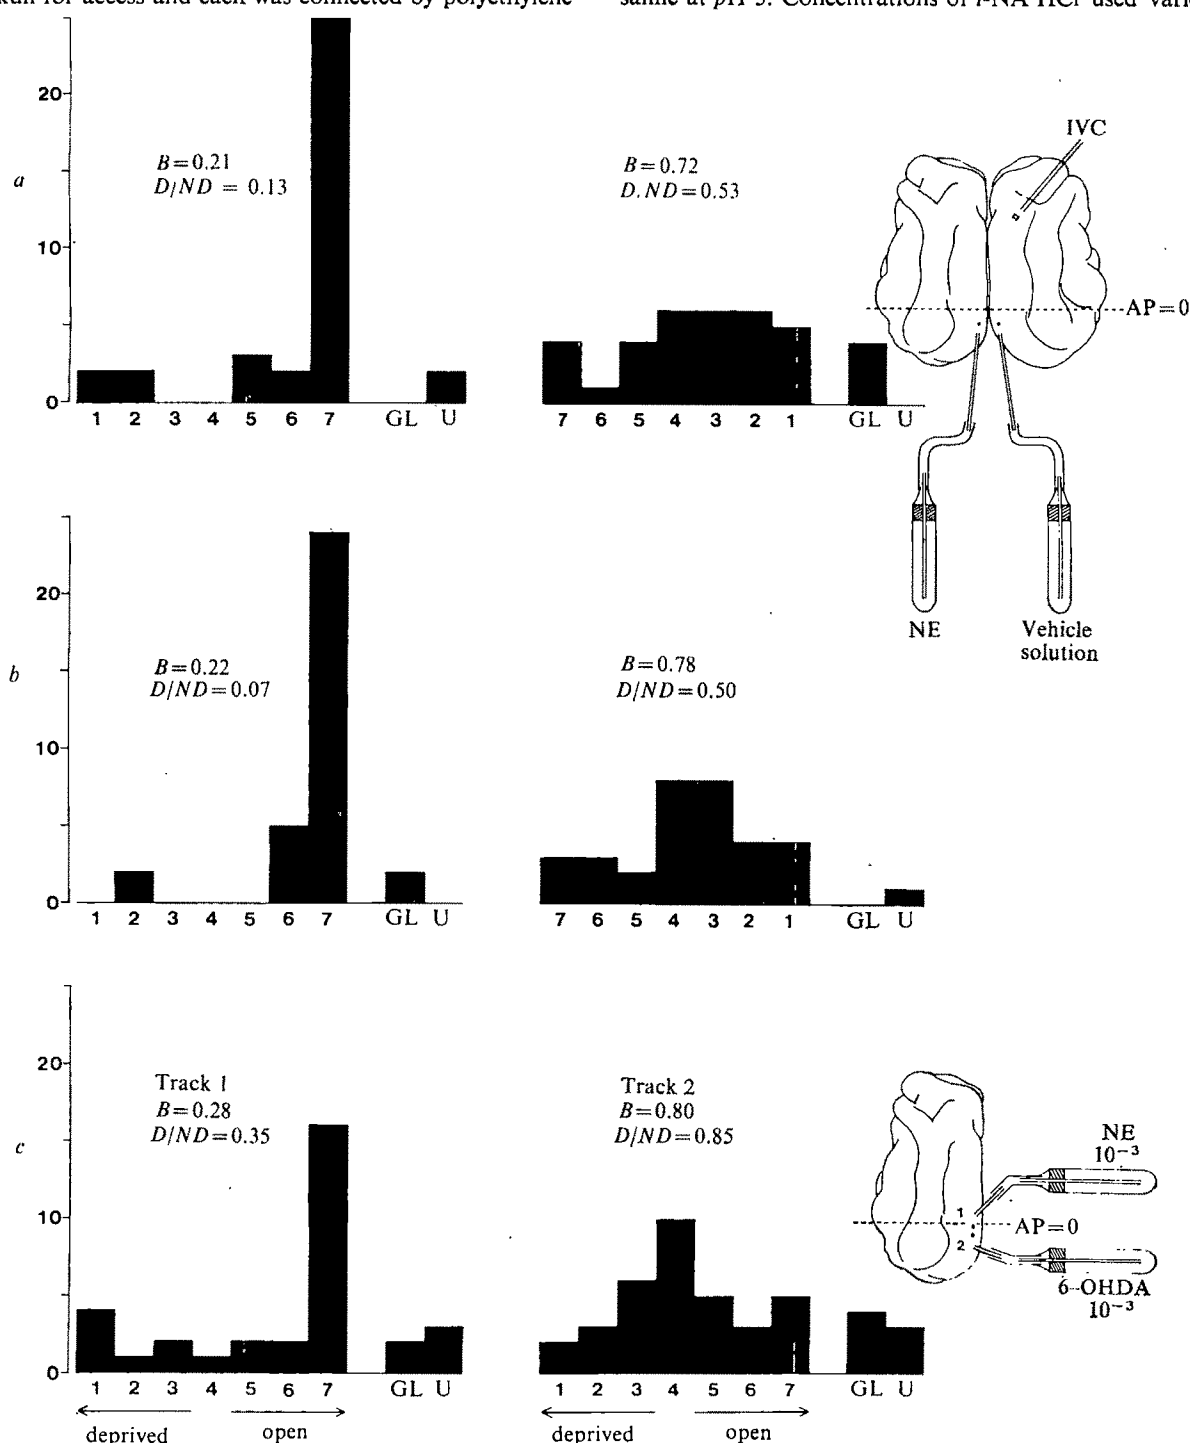 kull for access and each was connected by polyethylene
saline at pH 5. Concentrations of l-NA HCl used varie
20
10
0
a
B=0.21
D/ND = 0.13
1 2 3 4 5 6 7 GL U
B=0.72
D.ND=0.53
7 6 5 4 3 2 1 GL U
IVC
AP=0
NE
Vehicle
solution
20
10
0
b
B=0.22
D/ND=0.07
1 2 3 4 5 6 7 GL U
B=0.78
D/ND=0.50
7 6 5 4 3 2 1 GL U
20
10
0
c
Track 1
B=0.28
D/ND=0.35
1 2 3 4 5 6 7 GL U
deprived open
Track 2
B=0.80
D/ND=0.85
1 2 3 4 5 6 7 GL U
deprived open
NE
10⁻³
1
AP=0
2
6-OHDA
10⁻³